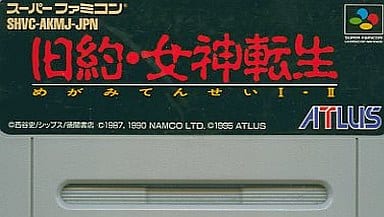 スーパーファミコン
SHVC-AKMJ-JPN
旧約・女神転生
めがみてんせいI・II
©西谷史/シップス/徳間書店 ©1987, 1990 NAMCO LTD. ©1995 ATLUS
ATLUS
SUPER FAMICOM